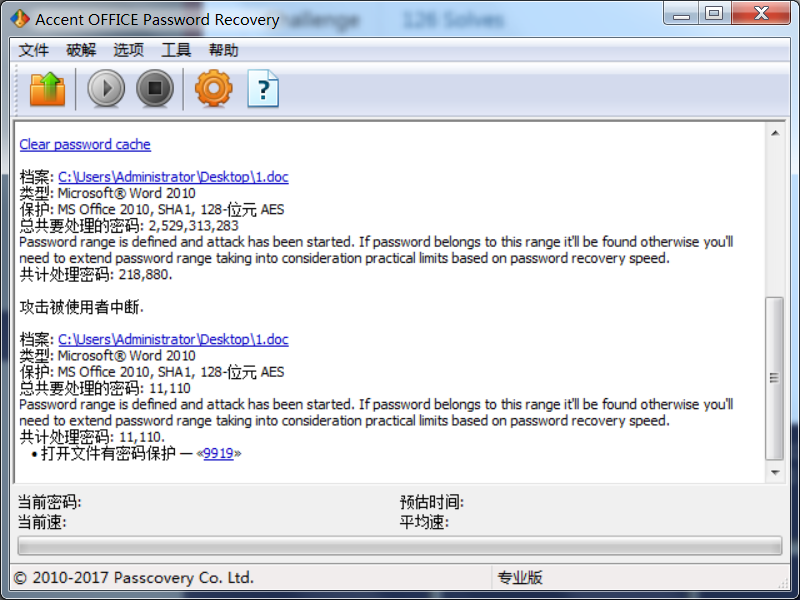 Accent OFFICE Password Recovery
126 Solves
文件 破解 选项 工具 帮助
Clear password cache
档案: C:\Users\Administrator\Desktop\1.doc
类型: Microsoft® Word 2010
保护: MS Office 2010, SHA1, 128-位元 AES
总共要处理的密码: 2,529,313,283
Password range is defined and attack has been started. If password belongs to this range it'll be found otherwise you'll
need to extend password range taking into consideration practical limits based on password recovery speed.
共计处理密码: 218,880.
攻击被使用者中断.
档案: C:\Users\Administrator\Desktop\1.doc
类型: Microsoft® Word 2010
保护: MS Office 2010, SHA1, 128-位元 AES
总共要处理的密码: 11,110
Password range is defined and attack has been started. If password belongs to this range it'll be found otherwise you'll
need to extend password range taking into consideration practical limits based on password recovery speed.
共计处理密码: 11,110.
• 打开文件有密码保护 — «9919»
当前密码: 预估时间:
当前速: 平均速:
© 2010-2017 Passcovery Co. Ltd. 专业版